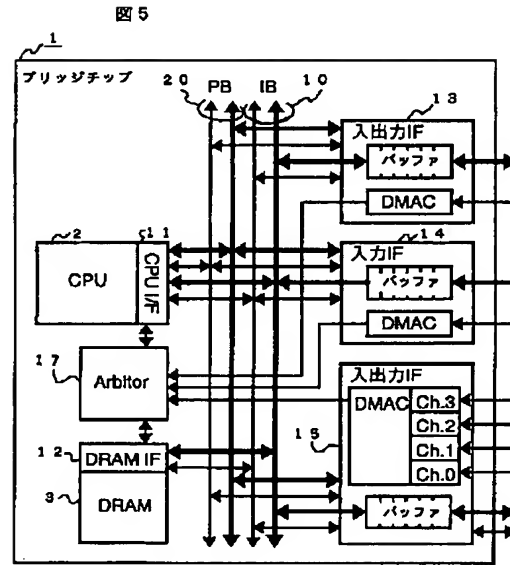 図５
１
ブリッジチップ
２０ PB IB １０
１３
入出力IF
バッファ
DMAC
２ １１
CPU
CPU I/F
１４
入力IF
バッファ
DMAC
１７
Arbitor
入出力IF
DMAC
Ch.3
Ch.2
Ch.1
Ch.0
１５
バッファ
１２
DRAM IF
３
DRAM